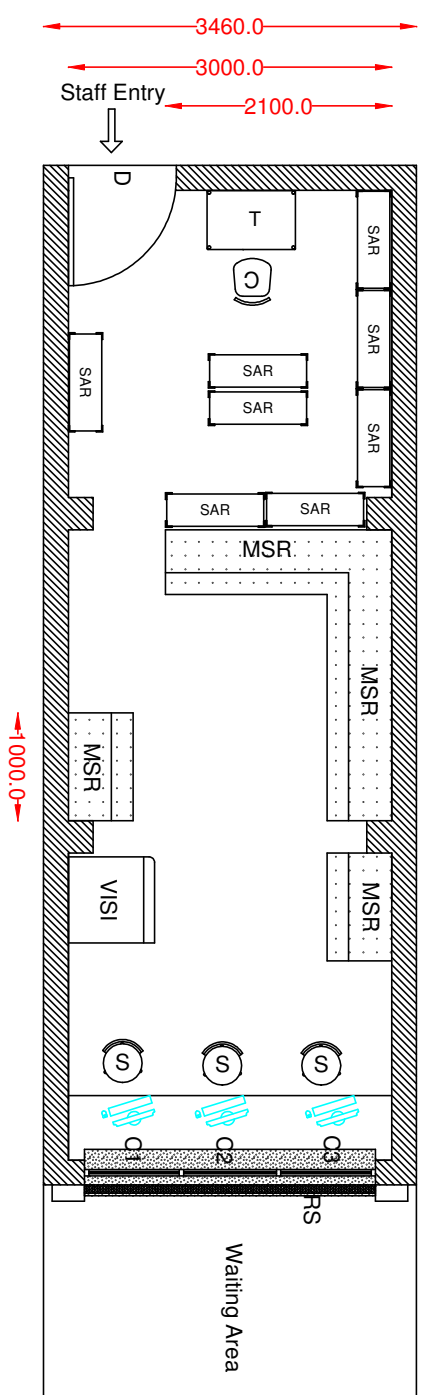 3460.0
3000.0
Staff Entry
2100.0
D
T
SAR
C
SAR
SAR
SAR
SAR
SAR
SAR
SAR
MSR
MSR
1000.0
MSR
VISI
MSR
S
S
S
C1
C2
C3
RS
Waiting Area